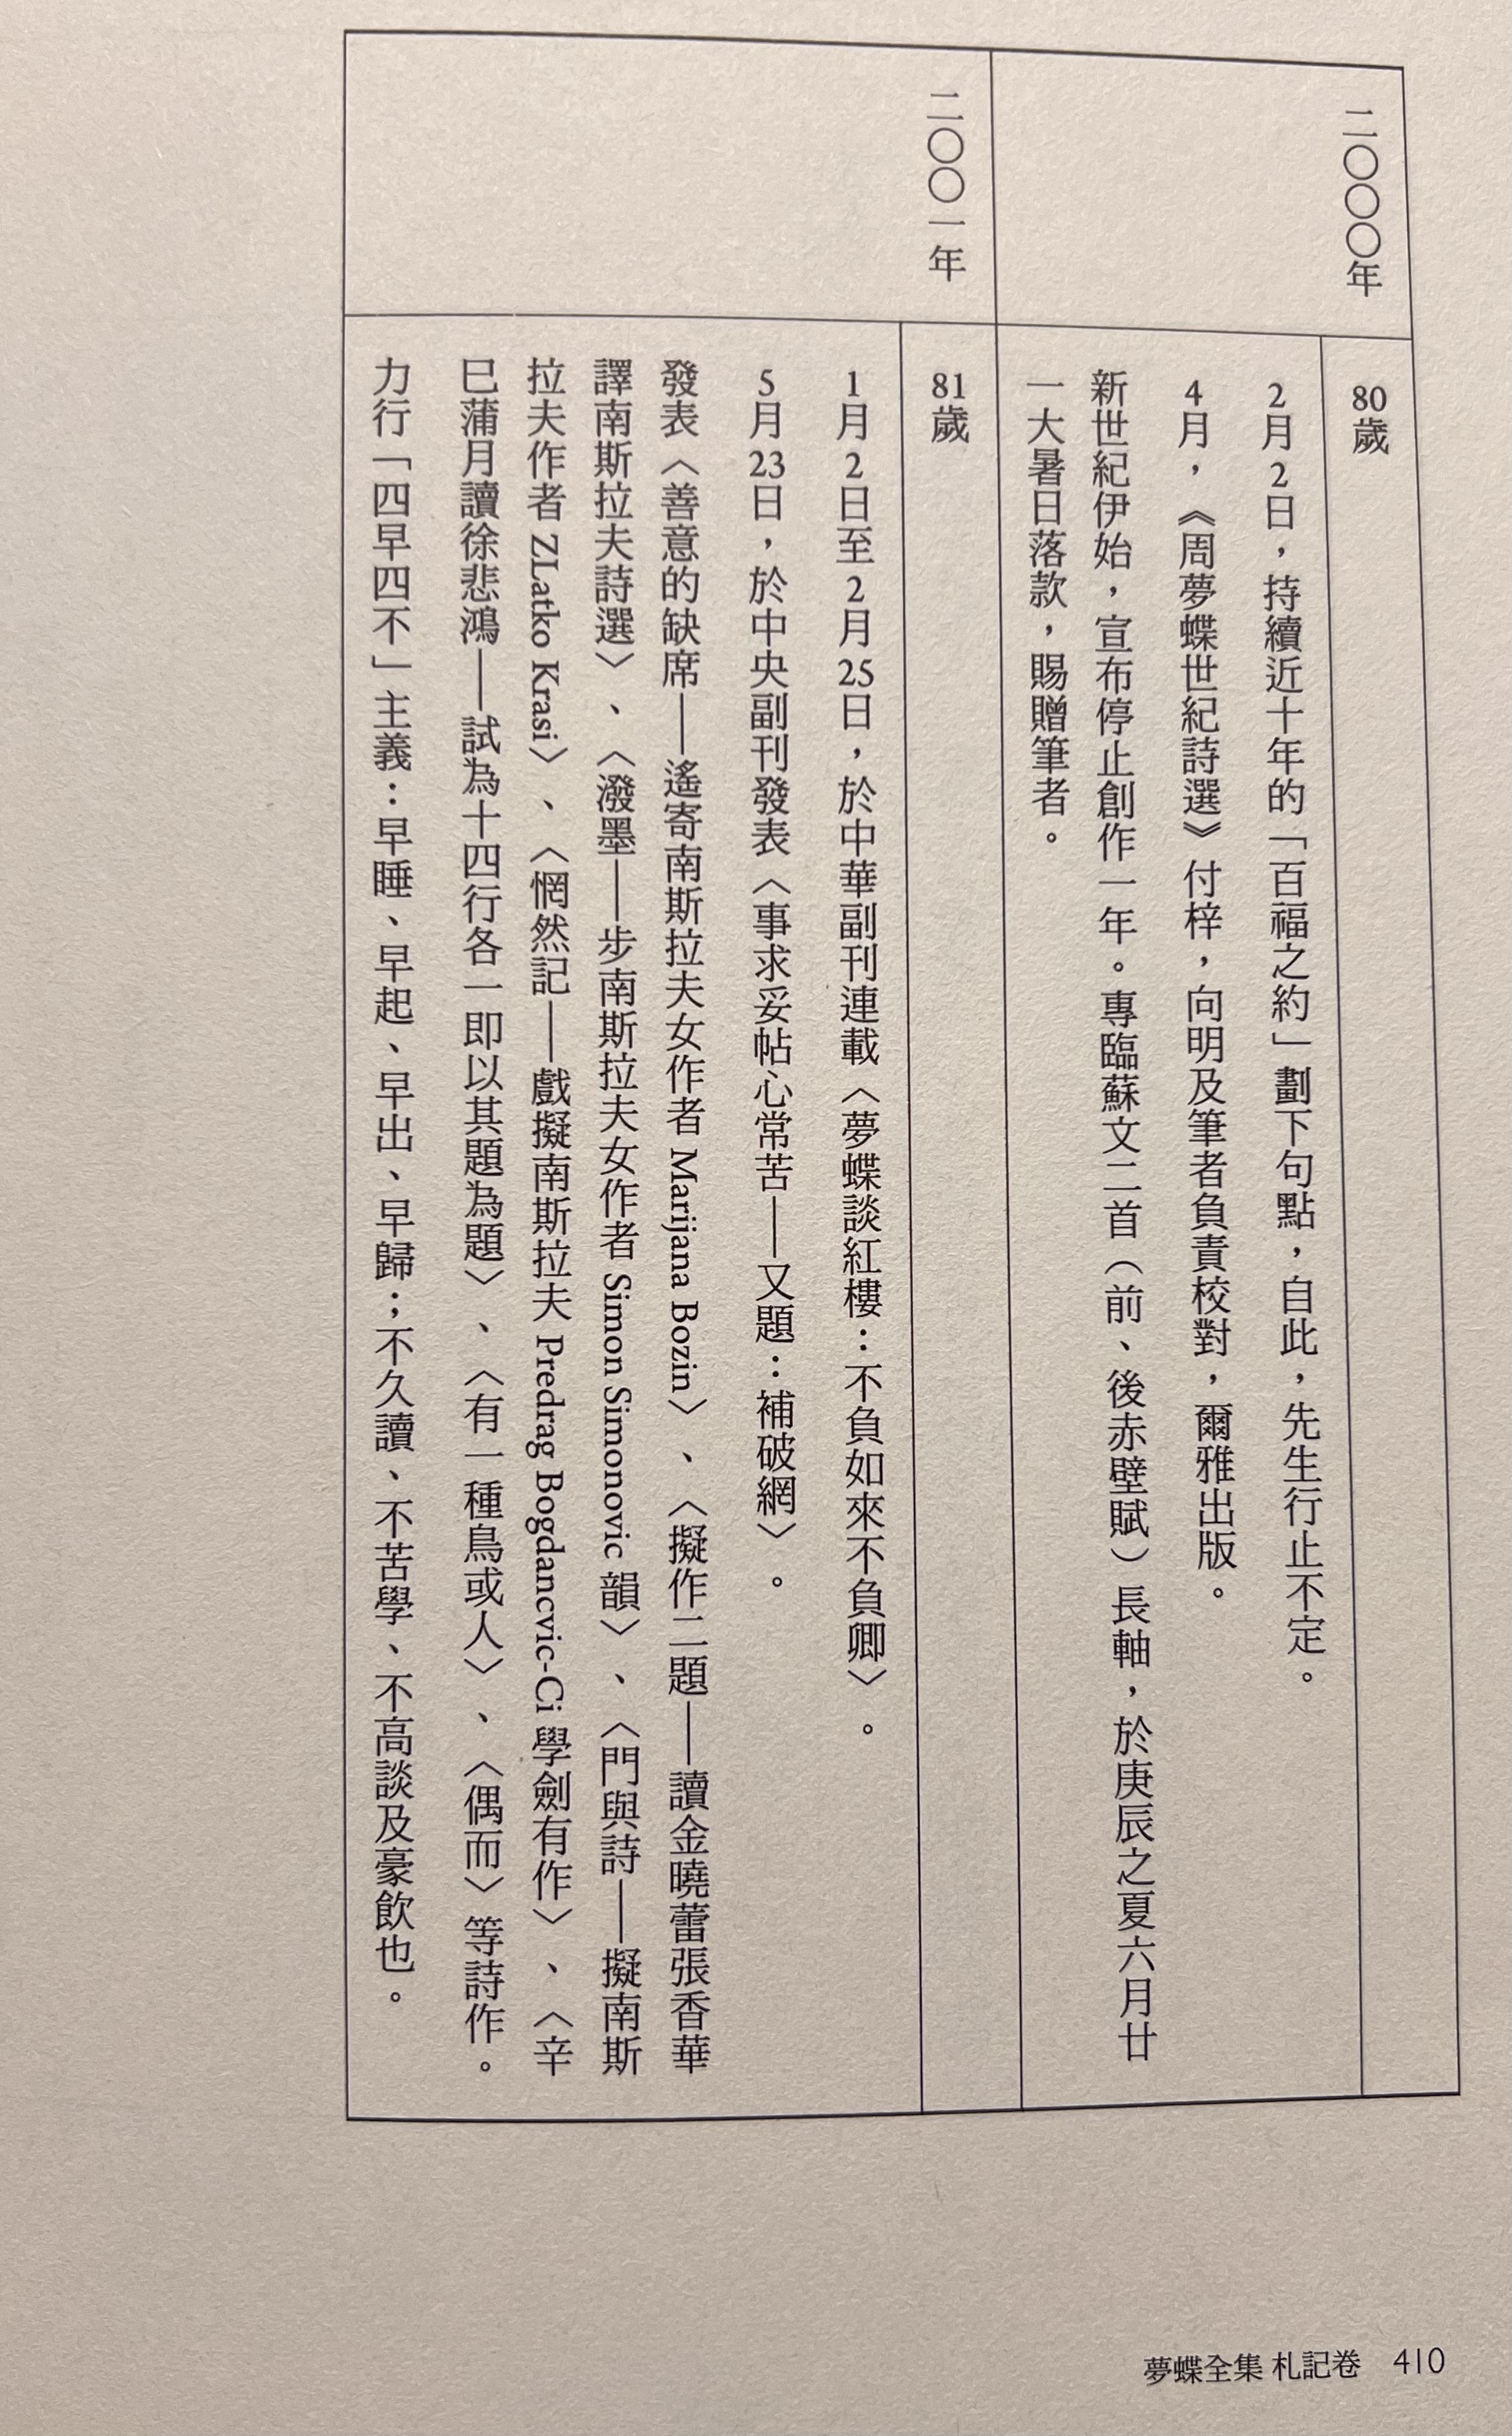 二〇〇〇年
80歲
2月2日，持續近十年的「百福之約」劃下句點，自此，先生行止不定。
4月，《周夢蝶世紀詩選》付梓，向明及筆者負責校對，爾雅出版。
新世紀伊始，宣布停止創作一年。專臨蘇文二首（前、後赤壁賦）長軸，於庚辰之夏六月廿
一大暑日落款，賜贈筆者。
二〇〇一年
81歲
1月2日至2月25日，於中華副刊連載〈夢蝶談紅樓：不負如來不負卿〉。
5月23日，於中央副刊發表〈事求妥帖心常苦——又題：補破網〉。
發表〈善意的缺席——遙寄南斯拉夫女作者 Marijana Bozin〉、〈擬作二題——讀金曉蕾張香華
譯南斯拉夫詩選〉、〈潑墨——步南斯拉夫女作者 Simon Simonovic 韻〉、〈門與詩——擬南斯
拉夫作者 ZLatko Krasi〉、〈惘然記——戲擬南斯拉夫 Predrag Bogdancvic-Ci 學劍有作〉、〈辛
巳蒲月讀徐悲鴻——試為十四行各一即以其題為題〉、〈有一種鳥或人〉、〈偶而〉等詩作。
力行「四早四不」主義：早睡、早起、早出、早歸；不久讀、不苦學、不高談及豪飲也。
夢蝶全集 札記卷 410